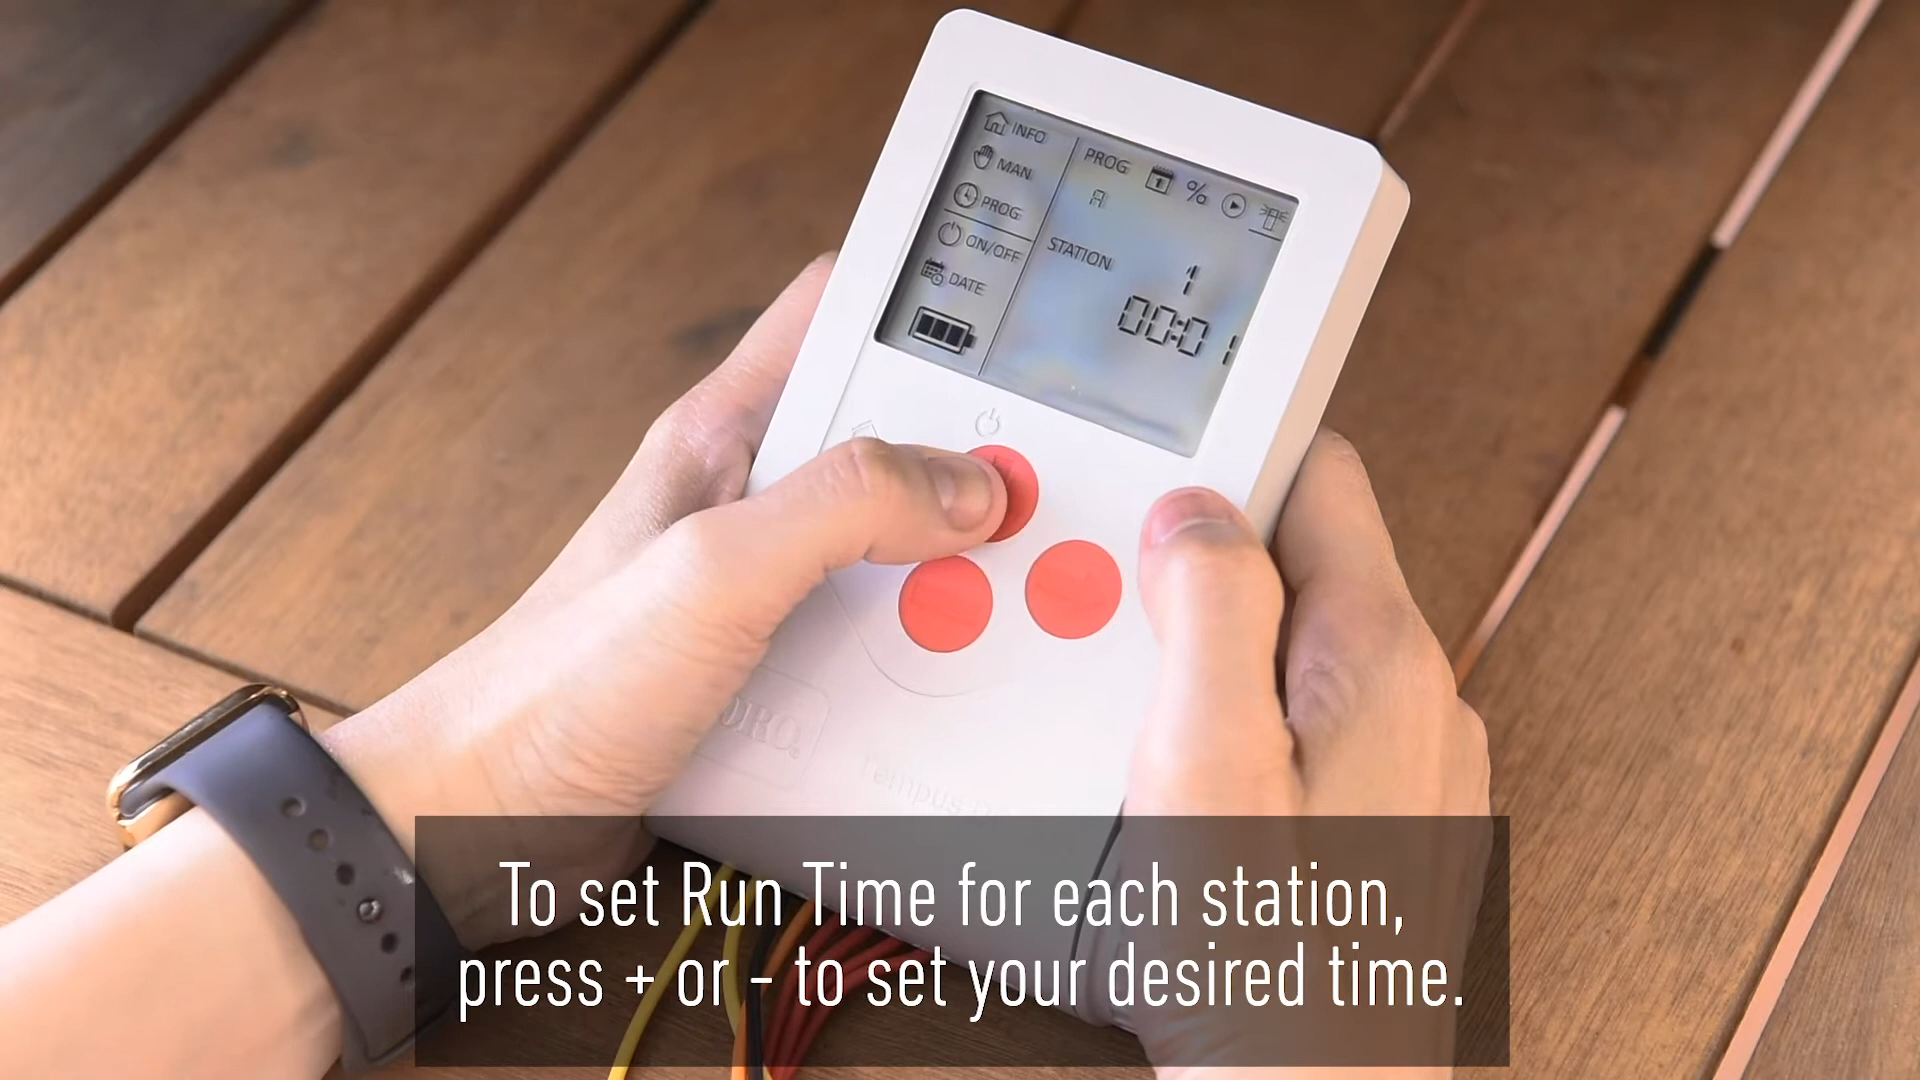 INFO
MAN
PROG
ON/OFF
DATE
PROG
%
A
STATION
1
00:01
To set Run Time for each station,
press + or - to set your desired time.